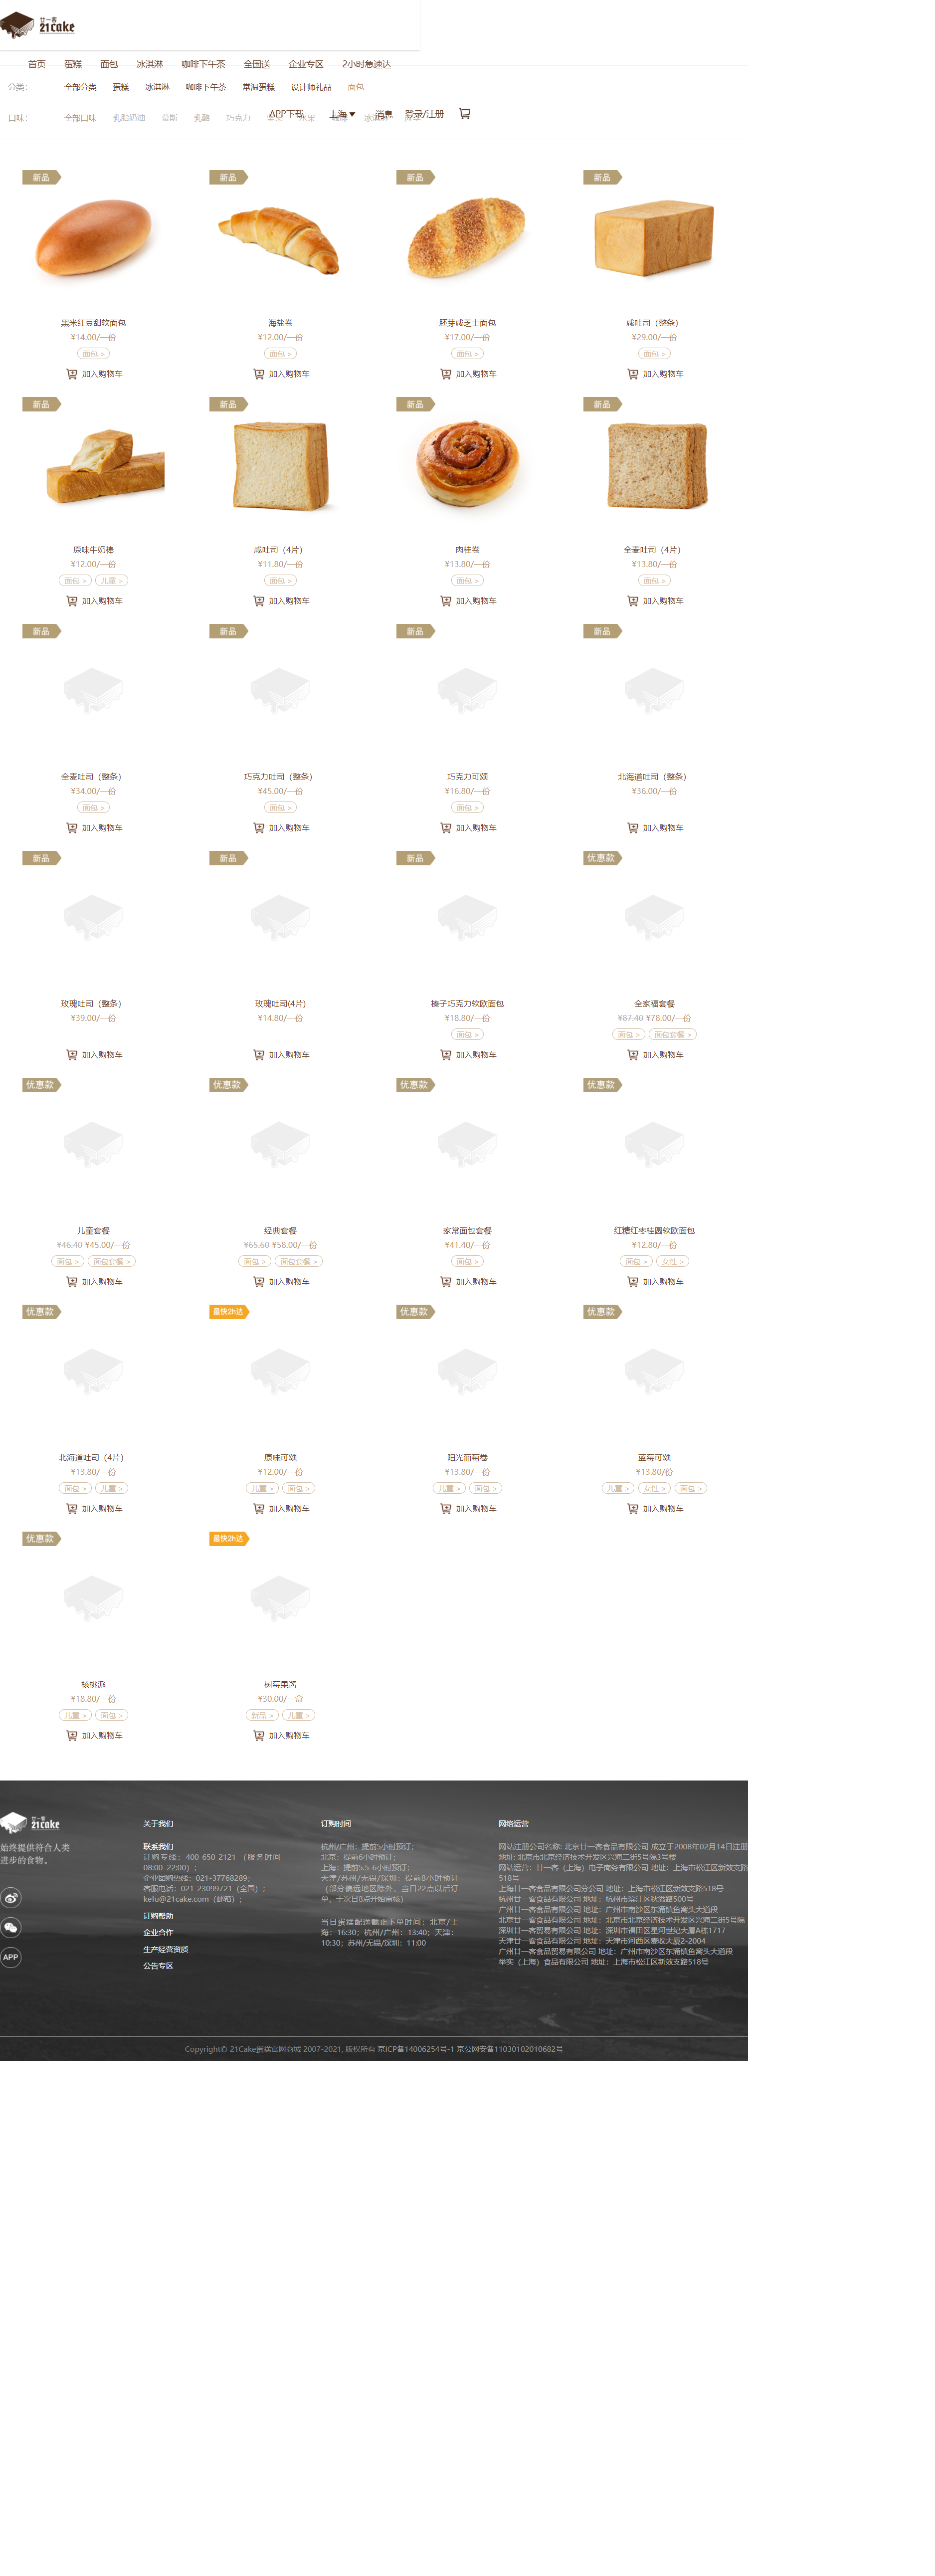 廿一客
21cake
首页 蛋糕 面包 冰淇淋 咖啡下午茶 全国送 企业专区 2小时急速达
分类: 全部分类 蛋糕 冰淇淋 咖啡下午茶 常温蛋糕 设计师礼品 面包
APP下载 上海 消息 登录/注册
口味: 全部口味 乳脂奶油 慕斯 乳酪 巧克力
新品 新品 新品 新品
黑米红豆甜软面包 海盐卷 胚芽咸芝士面包 咸吐司（整条）
¥14.00/一份 ¥12.00/一份 ¥17.00/一份 ¥29.00/一份
面包 > 面包 > 面包 > 面包 >
加入购物车 加入购物车 加入购物车 加入购物车
新品 新品 新品 新品
原味牛奶棒 咸吐司（4片） 肉桂卷 全麦吐司（4片）
¥12.00/一份 ¥11.80/一份 ¥13.80/一份 ¥13.80/一份
面包 > 儿童 > 面包 > 面包 > 面包 >
加入购物车 加入购物车 加入购物车 加入购物车
新品 新品 新品 新品
全麦吐司（整条） 巧克力吐司（整条） 巧克力可颂 北海道吐司（整条）
¥34.00/一份 ¥45.00/一份 ¥16.80/一份 ¥36.00/一份
面包 > 面包 > 面包 >
加入购物车 加入购物车 加入购物车 加入购物车
新品 新品 新品 优惠款
玫瑰吐司（整条） 玫瑰吐司(4片) 榛子巧克力软欧面包 全家福套餐
¥39.00/一份 ¥14.80/一份 ¥18.80/一份 ¥87.40 ¥78.00/一份
面包 > 面包 > 面包套餐 >
加入购物车 加入购物车 加入购物车 加入购物车
优惠款 优惠款 优惠款 优惠款
儿童套餐 经典套餐 家常面包套餐 红糖红枣桂圆软欧面包
¥46.40 ¥45.00/一份 ¥65.60 ¥58.00/一份 ¥41.40/一份 ¥12.80/一份
面包 > 面包套餐 > 面包 > 面包套餐 > 面包 > 面包 > 女性 >
加入购物车 加入购物车 加入购物车 加入购物车
优惠款 最快2h达 优惠款 优惠款
北海道吐司（4片） 原味可颂 阳光葡萄卷 蓝莓可颂
¥13.80/一份 ¥12.00/一份 ¥13.80/一份 ¥13.80/份
面包 > 儿童 > 儿童 > 面包 > 儿童 > 面包 > 儿童 > 女性 > 面包 >
加入购物车 加入购物车 加入购物车 加入购物车
优惠款 最快2h达
核桃派 树莓果酱
¥18.80/一份 ¥30.00/一盒
儿童 > 面包 > 新品 > 儿童 >
加入购物车 加入购物车
廿一客
21cake
始终提供符合人类
进步的食物。
APP
关于我们
联系我们
订购专线：400 650 2121 （服务时间
08:00–22:00）；
企业团购热线：021-37768289；
客服电话：021-23099721（全国）；
kefu@21cake.com（邮箱）；
订购帮助
企业合作
生产经营资质
公告专区
订购时间
杭州/广州：提前5小时预订；
北京：提前6小时预订；
上海：提前5.5-6小时预订；
天津/苏州/无锡/深圳：提前8小时预订
（部分偏远地区除外，当日22点以后订
单，于次日8点开始审核）
当日蛋糕配送截止下单时间：北京/上
海：16:30；杭州/广州：13:40；天津：
10:30；苏州/无锡/深圳：11:00
网络运营
网站注册公司名称: 北京廿一客食品有限公司 成立于2008年02月14日注册
地址: 北京市北京经济技术开发区兴海二街5号院3号楼
网站运营：廿一客（上海）电子商务有限公司 地址：上海市松江区新效支路
518号
上海廿一客食品有限公司分公司 地址：上海市松江区新效支路518号
杭州廿一客食品有限公司 地址：杭州市滨江区秋溢路500号
广州廿一客食品有限公司 地址：广州市南沙区东涌镇鱼窝头大道段
北京廿一客食品有限公司 地址：北京市北京经济技术开发区兴海二街5号院
深圳廿一客贸易有限公司 地址：深圳市福田区星河世纪大厦A栋1717
天津廿一客食品有限公司 地址：天津市河西区麦收大厦2-2004
广州廿一客食品贸易有限公司 地址：广州市南沙区东涌镇鱼窝头大道段
举实（上海）食品有限公司 地址：上海市松江区新效支路518号
Copyright© 21Cake蛋糕官网商城 2007-2021, 版权所有 京ICP备14006254号-1 京公网安备11030102010682号